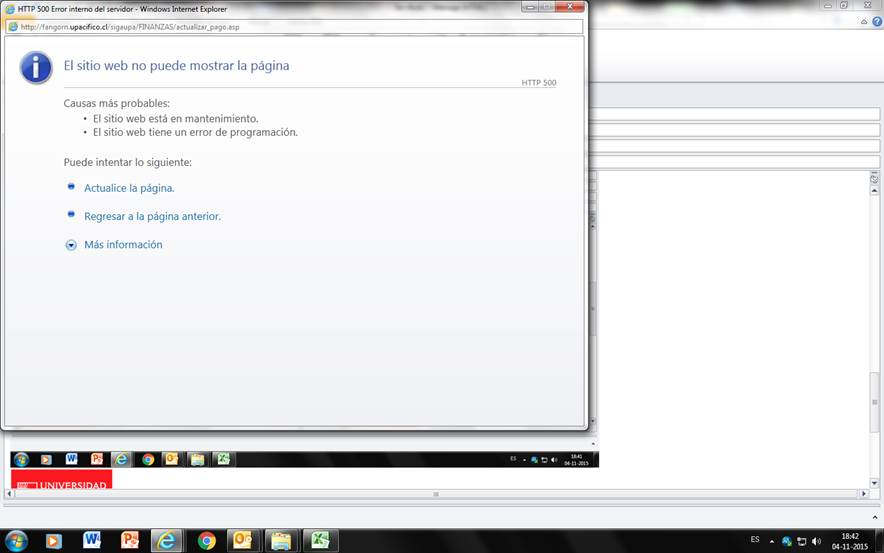 HTTP 500 Error interno del servidor - Windows Internet Explorer
http://fangorn.upacifico.cl/sigaupa/FINANZAS/actualizar_pago.asp
El sitio web no puede mostrar la página
HTTP 500
Causas más probables:
• El sitio web está en mantenimiento.
• El sitio web tiene un error de programación.
Puede intentar lo siguiente:
Actualice la página.
Regresar a la página anterior.
Más información
ES
18:41
04-11-2015
UNIVERSIDAD
ES
18:42
04-11-2015